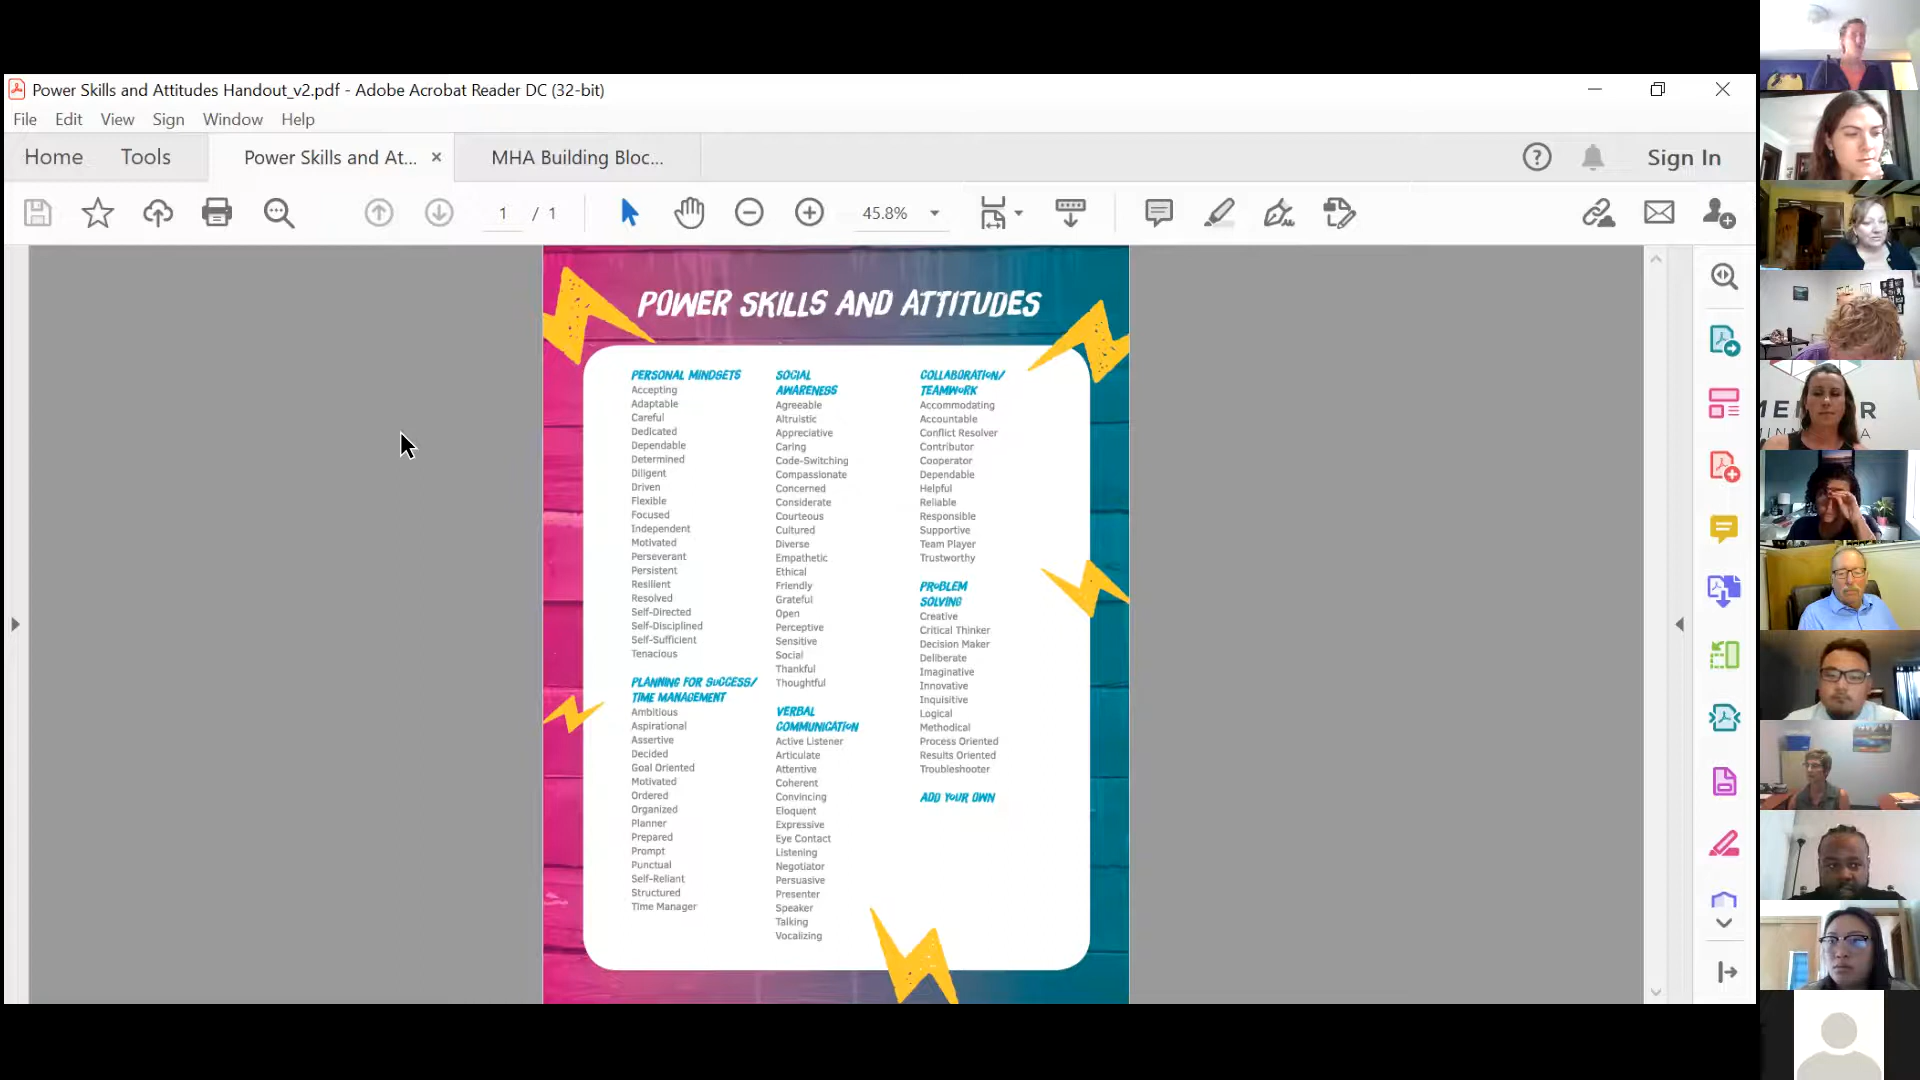 Power Skills and Attitudes Handout_v2.pdf - Adobe Acrobat Reader DC (32-bit)
File Edit View Sign Window Help
Home Tools Power Skills and At... × MHA Building Bloc... Sign In
1 / 1 45.8%
POWER SKILLS AND ATTITUDES
PERSONAL MINDSETS
Accepting
Adaptable
Careful
Dedicated
Dependable
Determined
Diligent
Driven
Flexible
Focused
Independent
Motivated
Perseverant
Persistent
Resilient
Resolved
Self-Directed
Self-Disciplined
Self-Sufficient
Tenacious
PLANNING FOR SUCCESS/
TIME MANAGEMENT
Ambitious
Aspirational
Assertive
Decided
Goal Oriented
Motivated
Ordered
Organized
Planner
Prepared
Prompt
Punctual
Self-Reliant
Structured
Time Manager
SOCIAL
AWARENESS
Agreeable
Altruistic
Appreciative
Caring
Code-Switching
Compassionate
Concerned
Considerate
Courteous
Cultured
Diverse
Empathetic
Ethical
Friendly
Grateful
Open
Perceptive
Sensitive
Social
Thankful
Thoughtful
VERBAL
COMMUNICATION
Active Listener
Articulate
Attentive
Coherent
Convincing
Eloquent
Expressive
Eye Contact
Listening
Negotiator
Persuasive
Presenter
Speaker
Talking
Vocalizing
COLLABORATION/
TEAMWORK
Accommodating
Accountable
Conflict Resolver
Contributor
Cooperator
Dependable
Helpful
Reliable
Responsible
Supportive
Team Player
Trustworthy
PROBLEM
SOLVING
Creative
Critical Thinker
Decision Maker
Deliberate
Imaginative
Innovative
Inquisitive
Logical
Methodical
Process Oriented
Results Oriented
Troubleshooter
ADD YOUR OWN